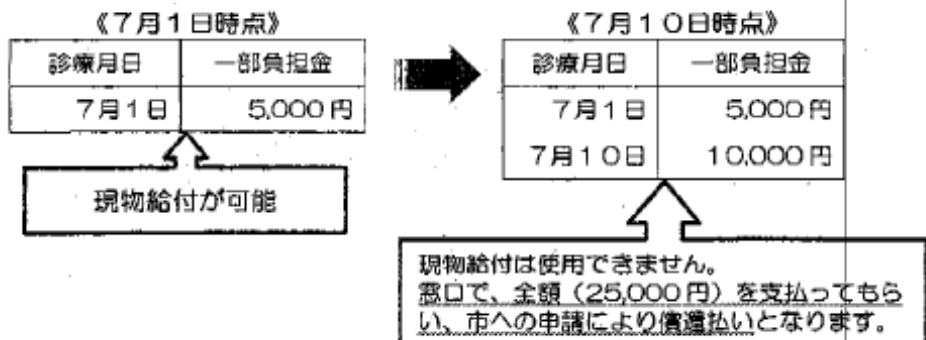 《7月1日時点》
診療月日 一部負担金
7月1日 5,000円
現物給付が可能
《7月10日時点》
診療月日 一部負担金
7月1日 5,000円
7月10日 10,000円
現物給付は使用できません。
窓口で、全額（25,000円）を支払ってもら
い、市への申請により償還払いとなります。